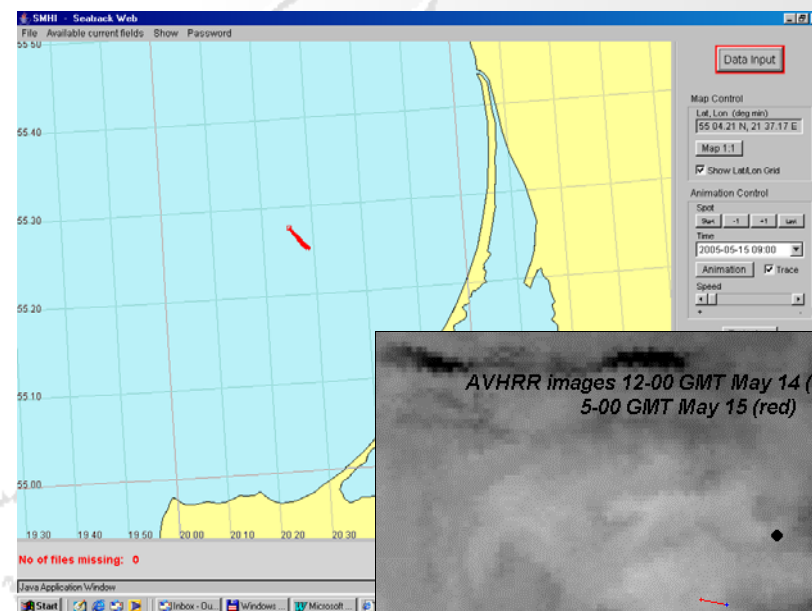 SMHI - Seatrack Web
File Available current fields Show Password
55 50
55 40
55 30
55 20
55 10
55 00
19 30 19 40 19 50 20 00 20 10 20 20 20 30
Data Input
Map Control
Lat, Lon (deg min)
55 04.21 N, 21 37.17 E
Map 1:1
Show Lat/Lon Grid
Animation Control
Spot
Start -1 +1 Last
Time
2005-05-15 09:00
Animation Trace
Speed
AVHRR images 12-00 GMT May 14 (
5-00 GMT May 15 (red)
No of files missing: 0
Java Application Window
Start Inbox - Ou... Windows ... Microsoft ...